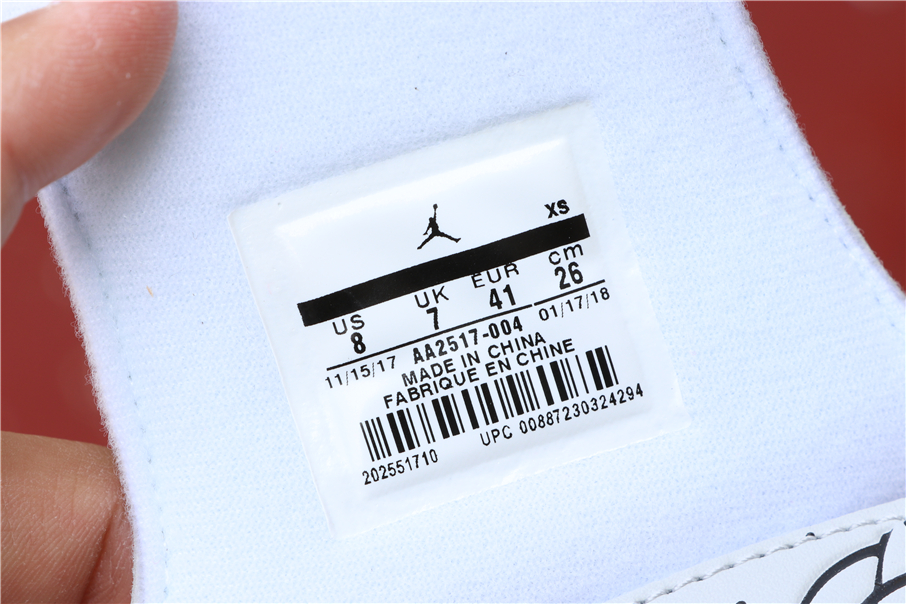 XS
US UK EUR cm
8 7 41 26
11/15/17 AA2517-004 01/17/18
MADE IN CHINA
FABRIQUE EN CHINE
202551710 UPC 00887230324294